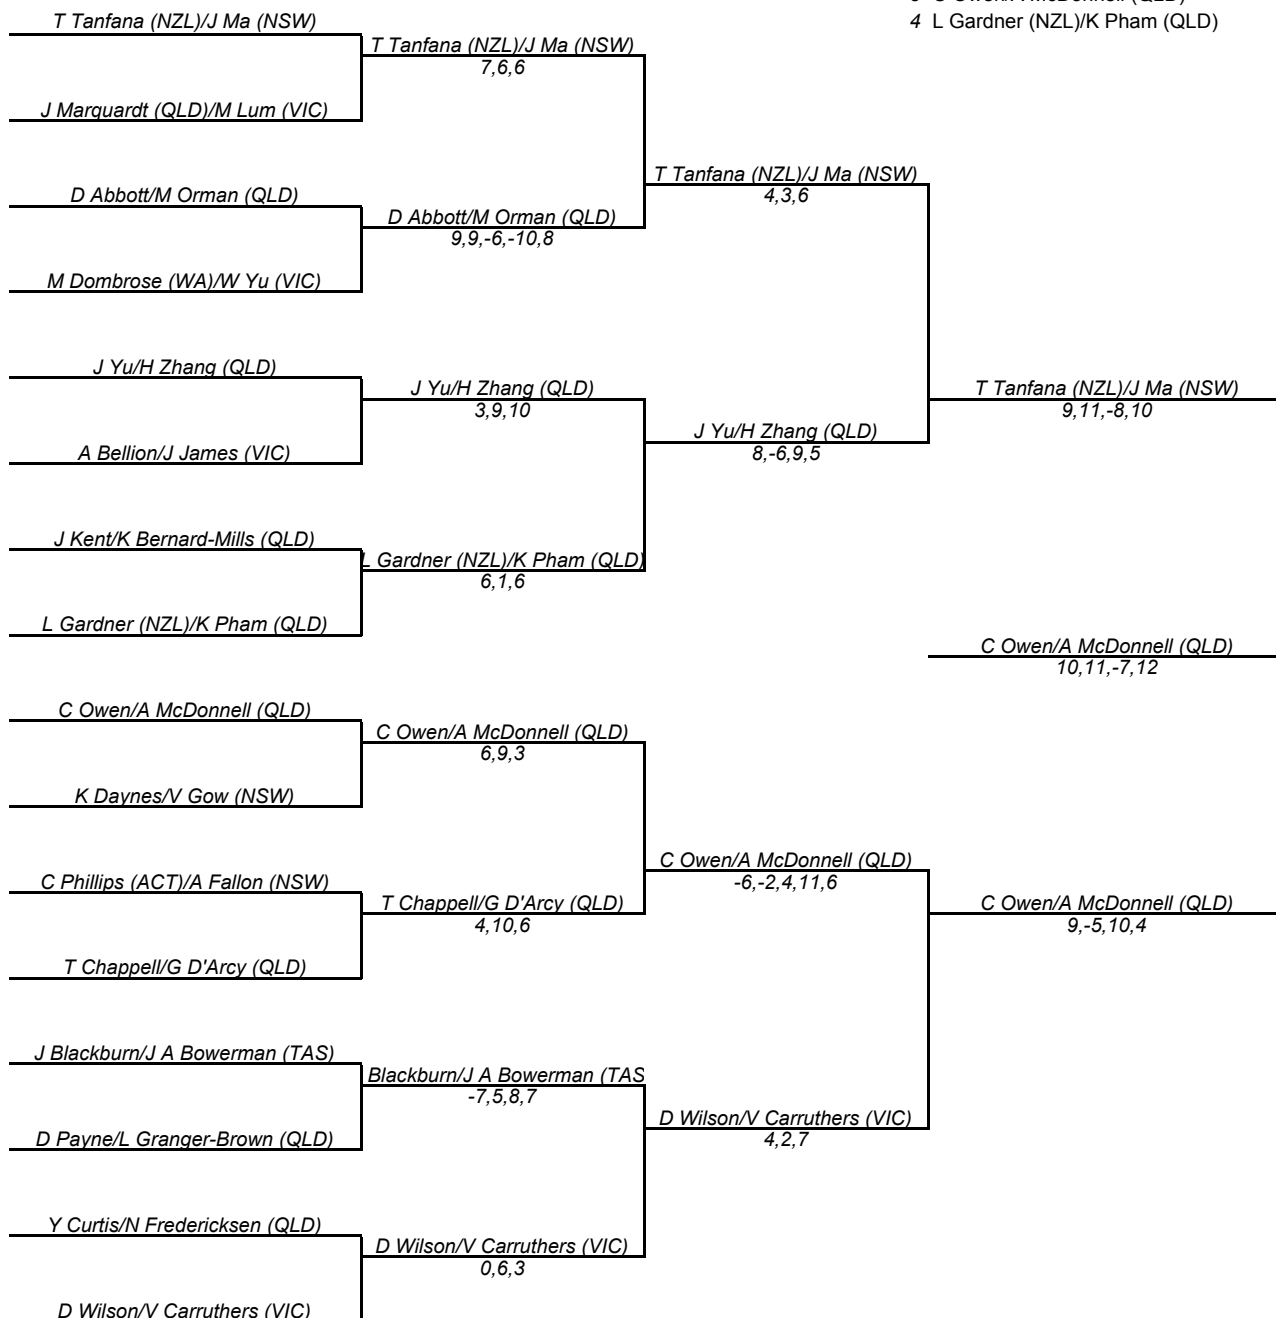 3 C Owen/A McDonnell (QLD)
4 L Gardner (NZL)/K Pham (QLD)
T Tanfana (NZL)/J Ma (NSW)
T Tanfana (NZL)/J Ma (NSW)
7,6,6
J Marquardt (QLD)/M Lum (VIC)
T Tanfana (NZL)/J Ma (NSW)
4,3,6
D Abbott/M Orman (QLD)
D Abbott/M Orman (QLD)
9,9,-6,-10,8
M Dombrose (WA)/W Yu (VIC)
J Yu/H Zhang (QLD)
J Yu/H Zhang (QLD)
3,9,10
T Tanfana (NZL)/J Ma (NSW)
9,11,-8,10
J Yu/H Zhang (QLD)
8,-6,9,5
A Bellion/J James (VIC)
J Kent/K Bernard-Mills (QLD)
L Gardner (NZL)/K Pham (QLD)
6,1,6
L Gardner (NZL)/K Pham (QLD)
C Owen/A McDonnell (QLD)
10,11,-7,12
C Owen/A McDonnell (QLD)
C Owen/A McDonnell (QLD)
6,9,3
K Daynes/V Gow (NSW)
C Owen/A McDonnell (QLD)
-6,-2,4,11,6
C Phillips (ACT)/A Fallon (NSW)
T Chappell/G D'Arcy (QLD)
4,10,6
C Owen/A McDonnell (QLD)
9,-5,10,4
T Chappell/G D'Arcy (QLD)
J Blackburn/J A Bowerman (TAS)
Blackburn/J A Bowerman (TAS
-7,5,8,7
D Wilson/V Carruthers (VIC)
4,2,7
D Payne/L Granger-Brown (QLD)
Y Curtis/N Fredericksen (QLD)
D Wilson/V Carruthers (VIC)
0,6,3
D Wilson/V Carruthers (VIC)